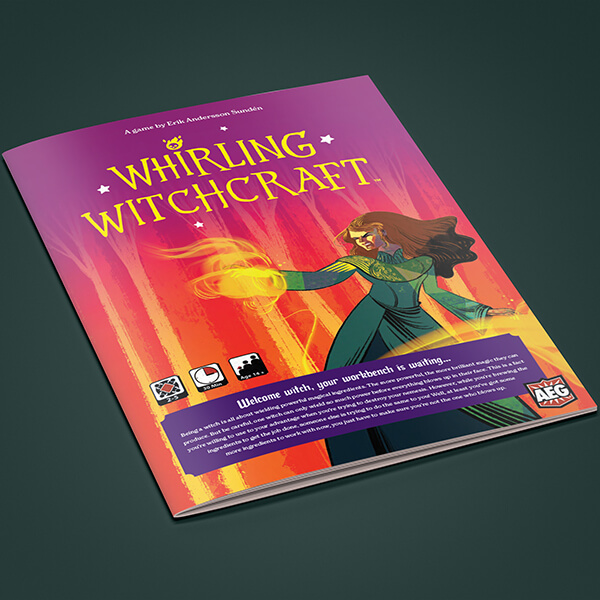 A game by Erik Andersson Sundén
WHIRLING
WITCHCRAFT™
2-5
30 Min
Age 14+
Welcome witch, your workbench is waiting...
Being a witch is all about wielding powerful magical ingredients. The more powerful, the more brilliant magic they can
produce. But be careful, one witch can only wield so much power before everything blows up in their face. This is a fact
you're willing to use to your advantage when you're trying to destroy your nemesis. However, while you're brewing the
ingredients to get the job done, someone else is trying to do the same to you! Well, at least you've got some
more ingredients to work with now, you just have to make sure you're not the one who blows up.
AEG